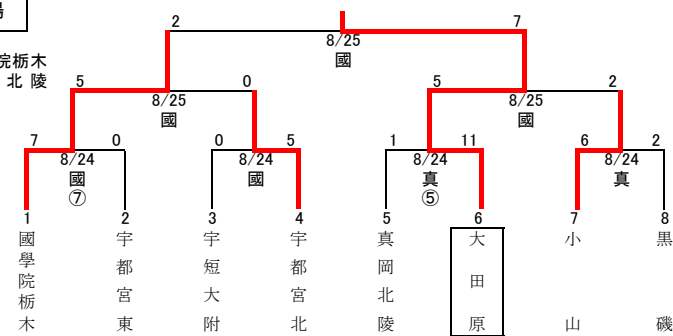 場
2 7
8/25
國
院栃木
北陵
5 0 5 2
8/25 8/25
國 國
7 0 0 5 1 11 6 2
8/24 8/24 8/24 8/24
國 國 真 真
⑦ ⑤
1 2 3 4 5 6 7 8
國學院栃木 宇都宮東 宇短大附 宇都宮北 真岡北陵 大田原 小山 黒磯